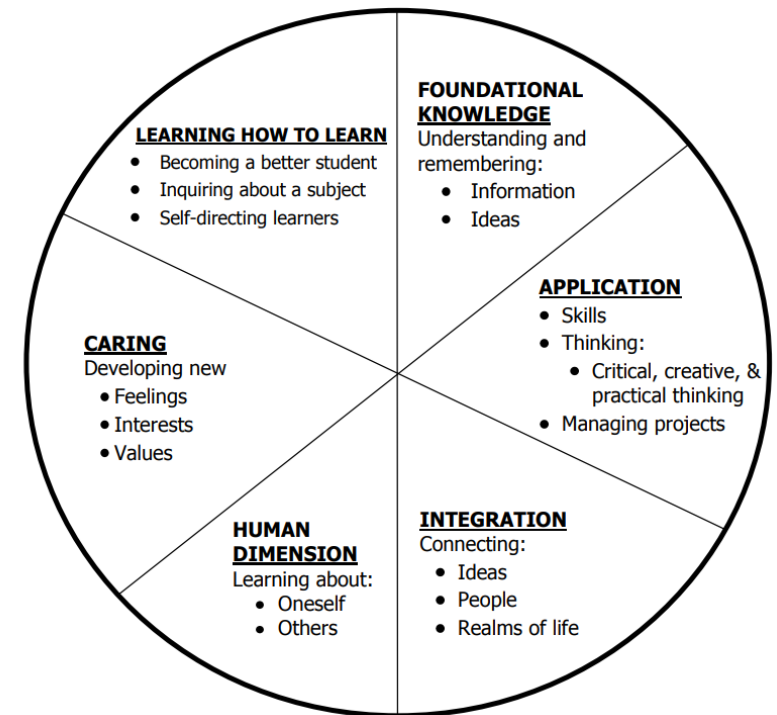 FOUNDATIONAL
KNOWLEDGE
Understanding and
remembering:
• Information
• Ideas
APPLICATION
• Skills
• Thinking:
• Critical, creative, &
practical thinking
• Managing projects
INTEGRATION
Connecting:
• Ideas
• People
• Realms of life
HUMAN
DIMENSION
Learning about:
• Oneself
• Others
CARING
Developing new
• Feelings
• Interests
• Values
LEARNING HOW TO LEARN
• Becoming a better student
• Inquiring about a subject
• Self-directing learners